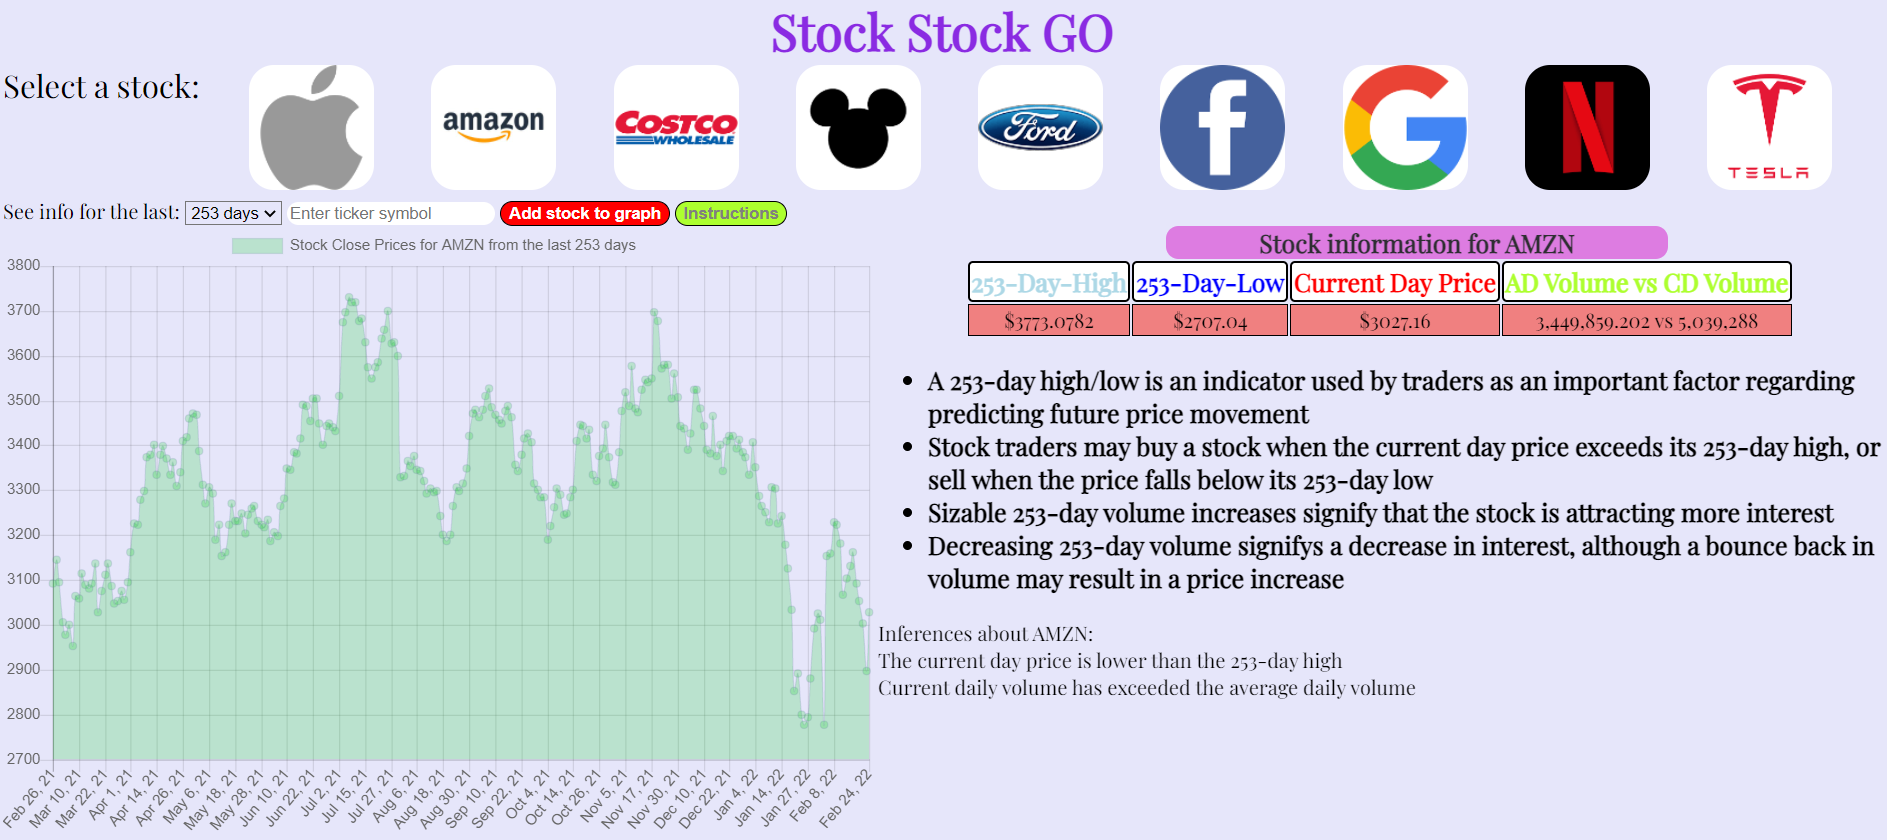 Stock Stock GO
Select a stock:
amazon
COSTCO
WHOLESALE
Ford
f
G
N
TESLA
See info for the last: 253 days Enter ticker symbol Add stock to graph Instructions
Stock Close Prices for AMZN from the last 253 days
3800
3700
3600
3500
3400
3300
3200
3100
3000
2900
2800
2700
Feb 26, 21
Mar 10, 21
Mar 22, 21
Apr 1, 21
Apr 14, 21
Apr 26, 21
May 6, 21
May 18, 21
May 28, 21
Jun 10, 21
Jun 22, 21
Jul 2, 21
Jul 15, 21
Jul 27, 21
Aug 6, 21
Aug 18, 21
Aug 30, 21
Sep 10, 21
Sep 22, 21
Oct 4, 21
Oct 14, 21
Oct 26, 21
Nov 5, 21
Nov 17, 21
Nov 30, 21
Dec 10, 21
Dec 22, 21
Jan 4, 22
Jan 14, 22
Jan 27, 22
Feb 8, 22
Feb 24, 22
Stock information for AMZN
253-Day-High 253-Day-Low Current Day Price AD Volume vs CD Volume
$3773.0782 $2707.04 $3027.16 3,449,859.202 vs 5,039,288
• A 253-day high/low is an indicator used by traders as an important factor regarding
predicting future price movement
• Stock traders may buy a stock when the current day price exceeds its 253-day high, or
sell when the price falls below its 253-day low
• Sizable 253-day volume increases signify that the stock is attracting more interest
• Decreasing 253-day volume signifys a decrease in interest, although a bounce back in
volume may result in a price increase
Inferences about AMZN:
The current day price is lower than the 253-day high
Current daily volume has exceeded the average daily volume